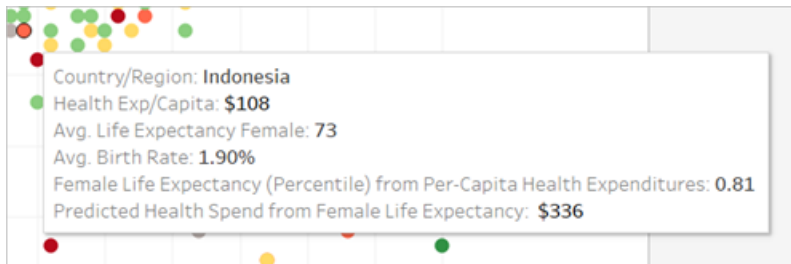 Country/Region: Indonesia
Health Exp/Capita: $108
Avg. Life Expectancy Female: 73
Avg. Birth Rate: 1.90%
Female Life Expectancy (Percentile) from Per-Capita Health Expenditures: 0.81
Predicted Health Spend from Female Life Expectancy: $336